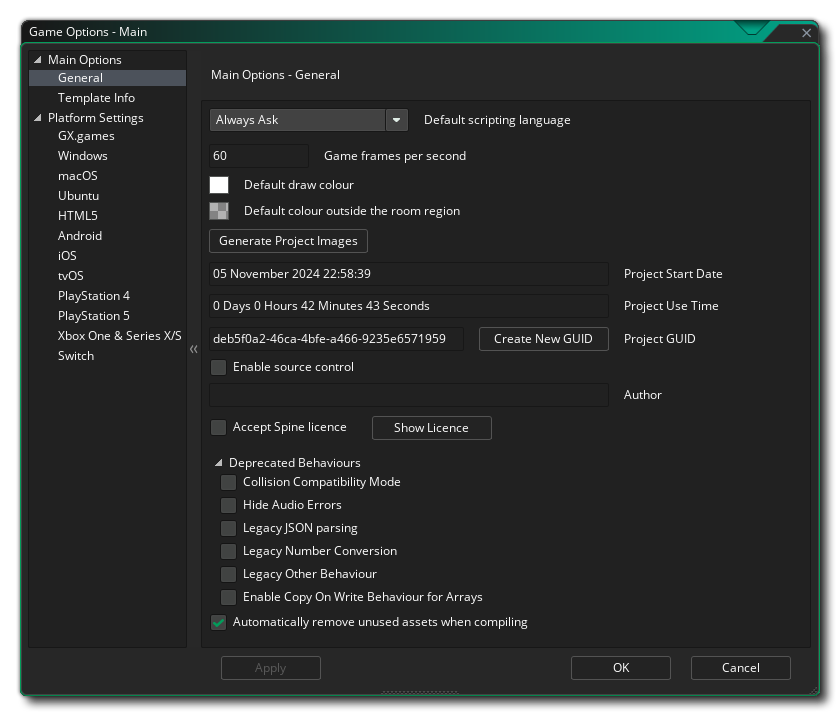 Game Options - Main
Main Options
General
Template Info
Platform Settings
GX.games
Windows
macOS
Ubuntu
HTML5
Android
iOS
tvOS
PlayStation 4
PlayStation 5
Xbox One & Series X/S
Switch
Main Options - General
Always Ask Default scripting language
60 Game frames per second
Default draw colour
Default colour outside the room region
Generate Project Images
05 November 2024 22:58:39 Project Start Date
0 Days 0 Hours 42 Minutes 43 Seconds Project Use Time
deb5f0a2-46ca-4bfe-a466-9235e6571959 Create New GUID Project GUID
Enable source control
Author
Accept Spine licence Show Licence
Deprecated Behaviours
Collision Compatibility Mode
Hide Audio Errors
Legacy JSON parsing
Legacy Number Conversion
Legacy Other Behaviour
Enable Copy On Write Behaviour for Arrays
Automatically remove unused assets when compiling
Apply OK Cancel